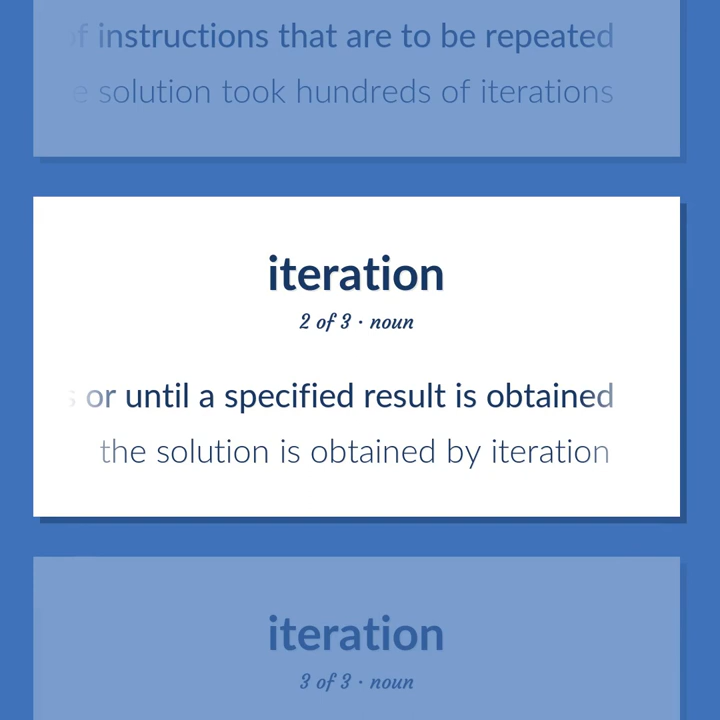 of instructions that are to be repeated
solution took hundreds of iterations
iteration
2 of 3 · noun
or until a specified result is obtained
the solution is obtained by iteration
iteration
3 of 3 · noun